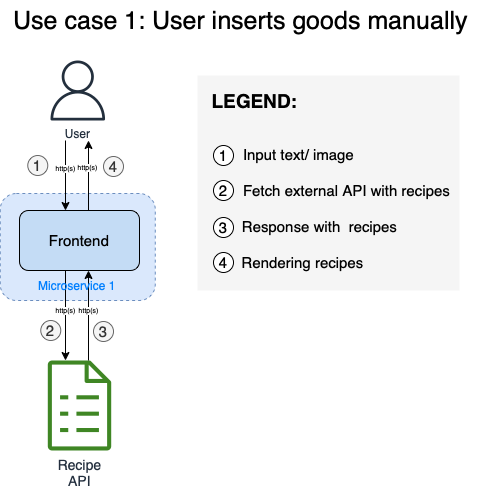 Use case 1: User inserts goods manually
User
1
http(s)
http(s)
4
Frontend
Microservice 1
http(s)
http(s)
2
3
Recipe
API
LEGEND:
1 Input text/ image
2 Fetch external API with recipes
3 Response with recipes
4 Rendering recipes